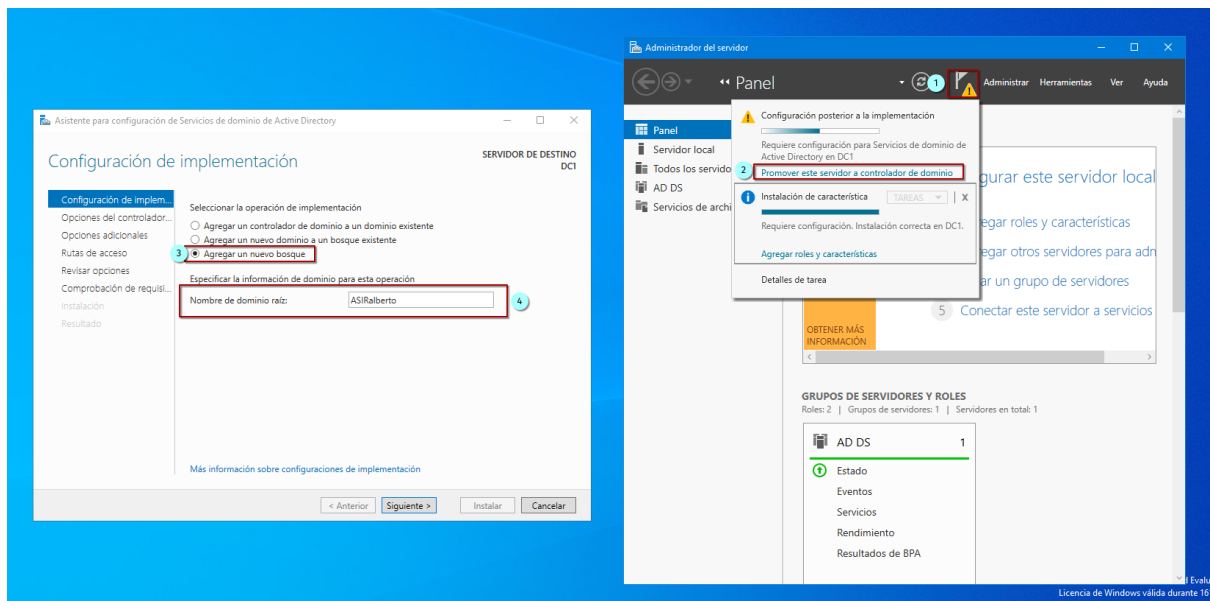 Asistente para configuración de Servicios de dominio de Active Directory
Configuración de implementación
SERVIDOR DE DESTINO
DC1
Configuración de implem...
Opciones del controlador...
Opciones adicionales
Rutas de acceso
Revisar opciones
Comprobación de requisi...
Instalación
Resultado
Seleccionar la operación de implementación
Agregar un controlador de dominio a un dominio existente
Agregar un nuevo dominio a un bosque existente
3
Agregar un nuevo bosque
Especificar la información de dominio para esta operación
Nombre de dominio raíz:
ASIRalberto
4
Más información sobre configuraciones de implementación
< Anterior
Siguiente >
Instalar
Cancelar
Administrador del servidor
Panel
1
Administrar
Herramientas
Ver
Ayuda
Panel
Servidor local
Todos los servido
AD DS
Servicios de archi
Configuración posterior a la implementación
Requiere configuración para Servicios de dominio de
Active Directory en DC1
2
Promover este servidor a controlador de dominio
Instalación de característica
TAREAS
X
Requiere configuración. Instalación correcta en DC1.
Agregar roles y características
Detalles de tarea
gurar este servidor local
egar roles y características
egar otros servidores para adn
ar un grupo de servidores
5 Conectar este servidor a servicios
OBTENER MÁS
INFORMACIÓN
GRUPOS DE SERVIDORES Y ROLES
Roles: 2 | Grupos de servidores: 1 | Servidores en total: 1
AD DS 1
Estado
Eventos
Servicios
Rendimiento
Resultados de BPA
d Evalu
Licencia de Windows válida durante 16